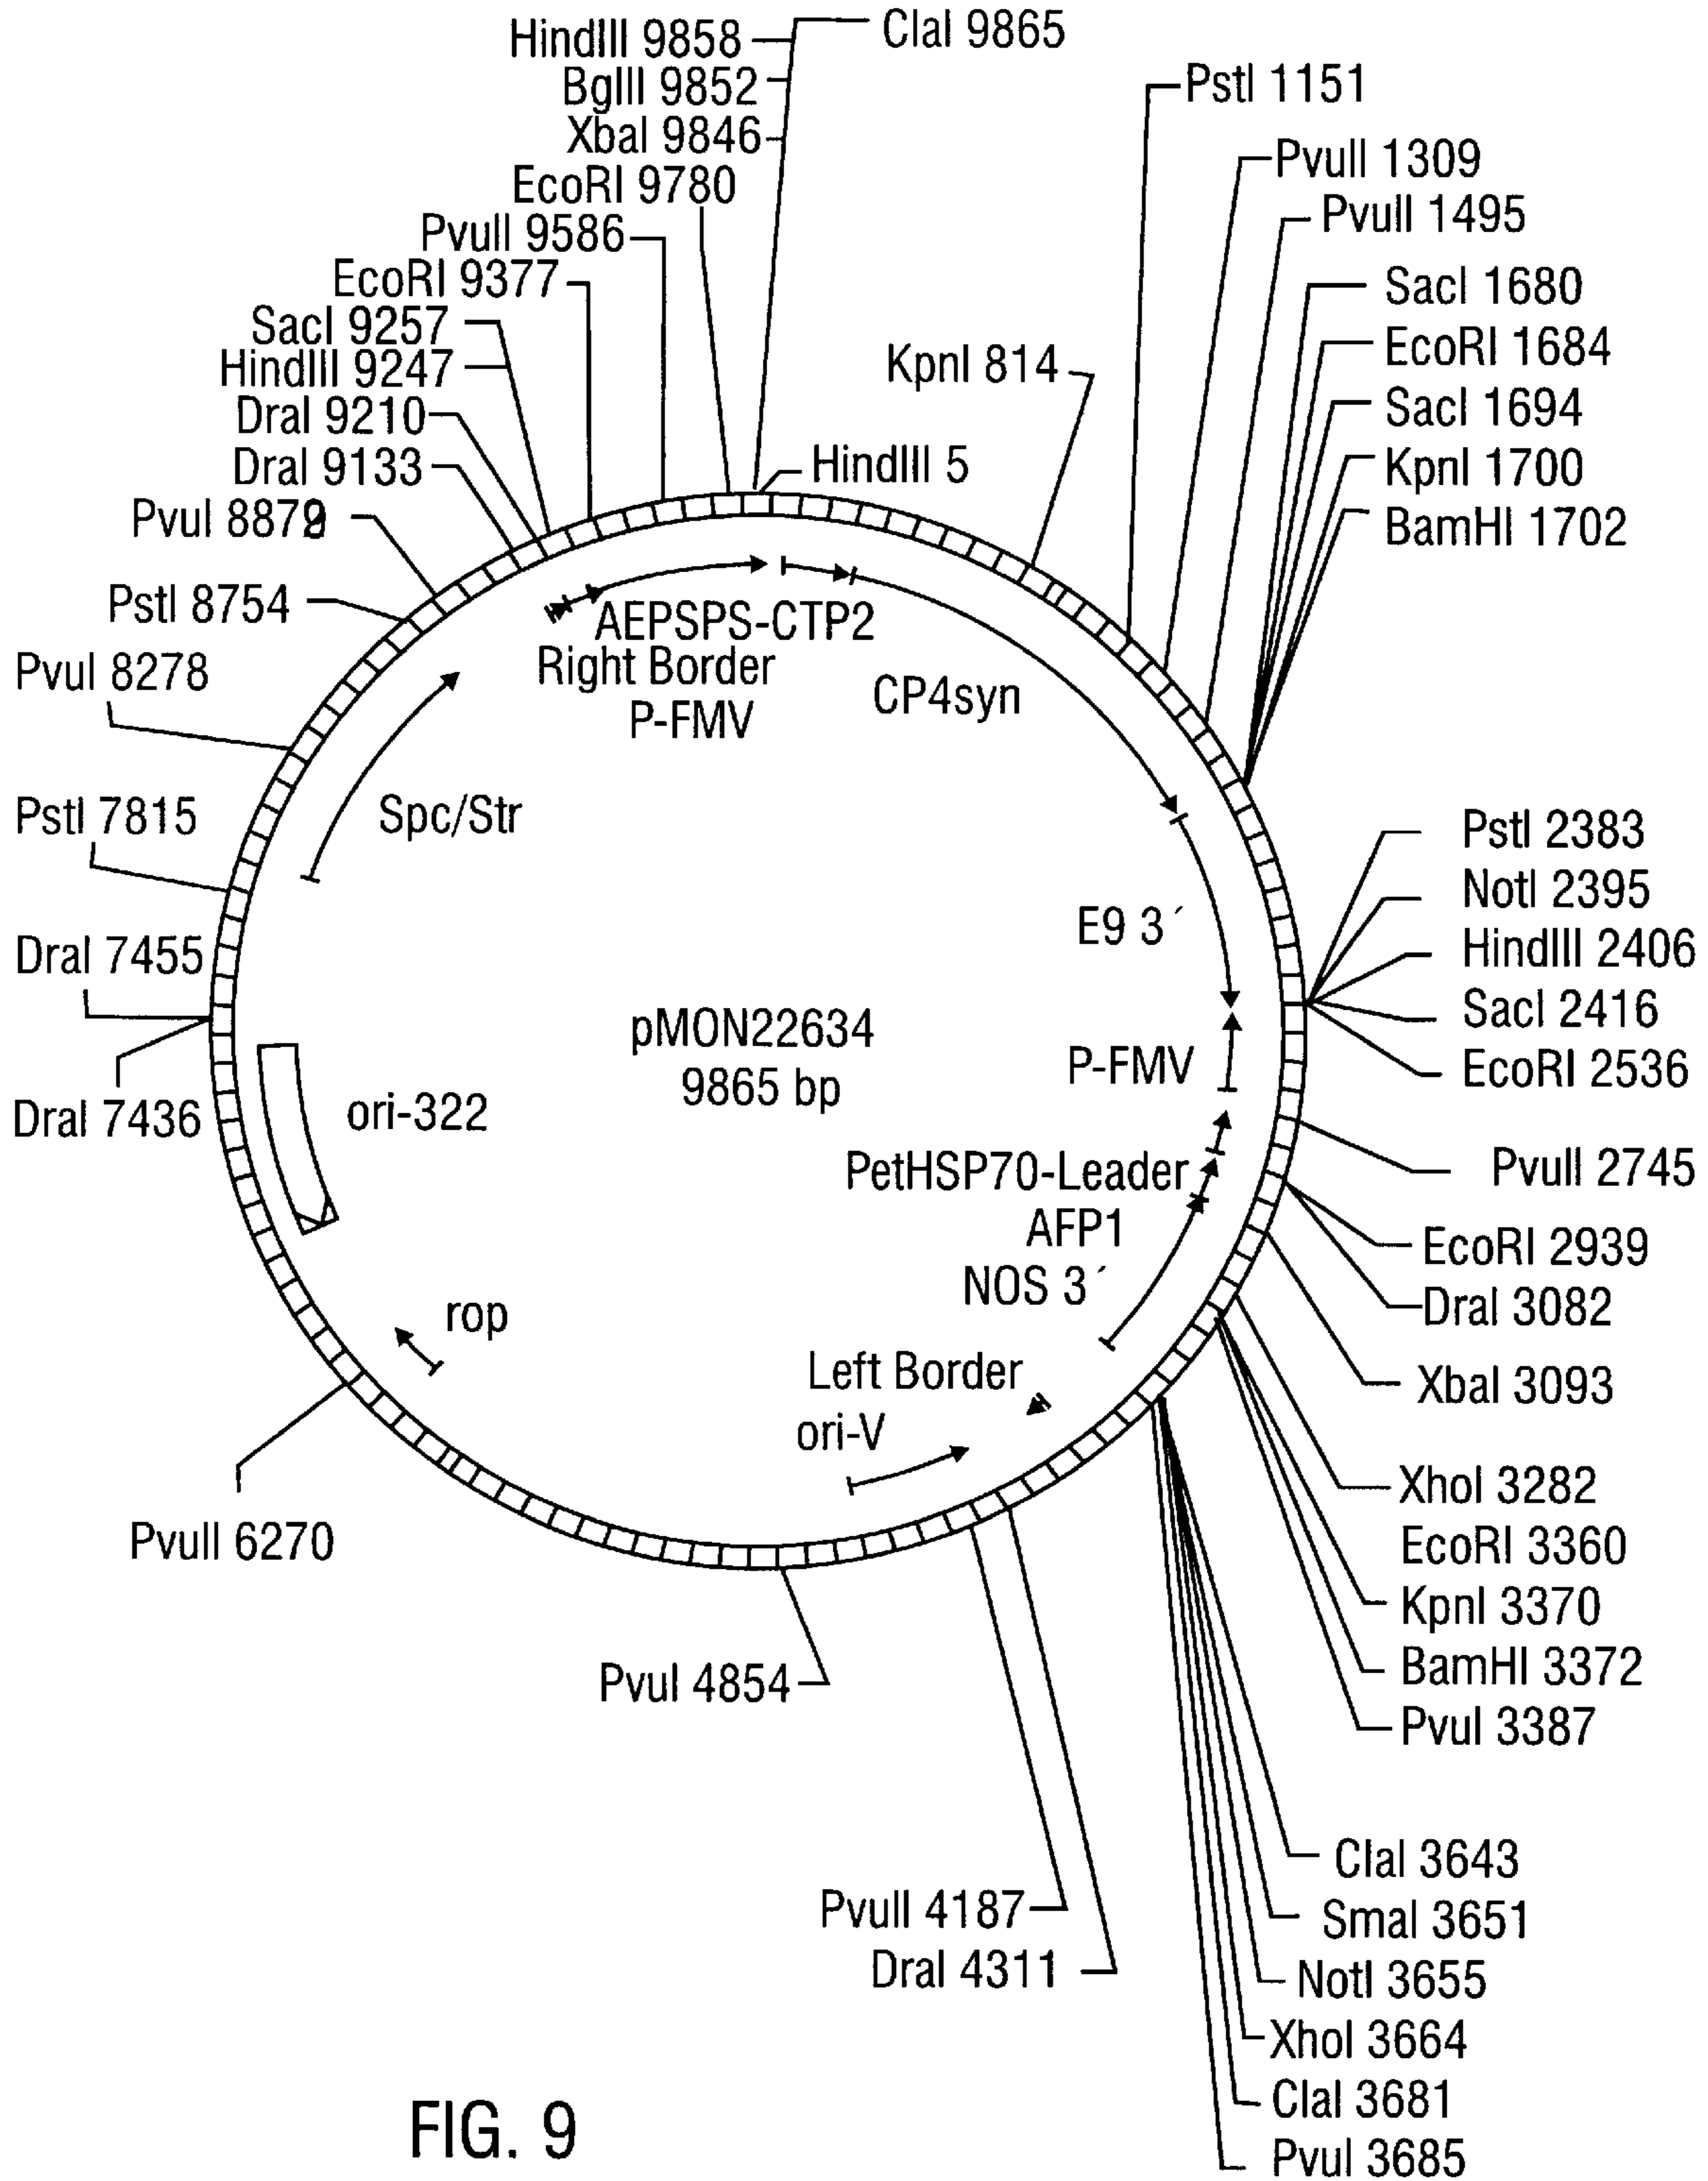 HindIII 9858
BglII 9852
XbaI 9846
EcoRI 9780
PvuII 9586
EcoRI 9377
SacI 9257
HindIII 9247
DraI 9210
DraI 9133
PstI 8754
PvuI 8278
PstI 7815
DraI 7455
DraI 7436
PvuII 6270
ClaI 9865
PstI 1151
PvuII 1309
PvuII 1495
SacI 1680
EcoRI 1684
SacI 1694
KpnI 1700
BamHI 1702
KpnI 814
HindIII 5
PstI 2383
NotI 2395
HindIII 2406
SacI 2416
EcoRI 2536
PvuII 2745
EcoRI 2939
DraI 3082
XbaI 3093
XhoI 3282
EcoRI 3360
KpnI 3370
BamHI 3372
PvuI 3387
ClaI 3643
SmaI 3651
NotI 3655
XhoI 3664
ClaI 3681
PvuI 3685
PvuII 4187
DraI 4311
PvuI 4854
AEPSPS-CTP2
Right Border
P-FMV
CP4syn
Spc/Str
E9 3´
pMON22634
9865 bp
P-FMV
ori-322
PetHSP70-Leader
AFP1
NOS 3´
rop
Left Border
ori-V
PvuI
FIG. 9